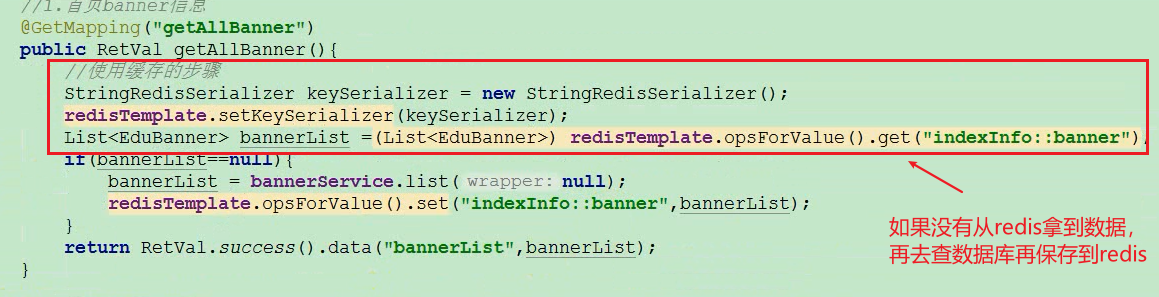 //1.首页banner信息
@GetMapping("getAllBanner")
public RetVal getAllBanner(){
//使用缓存的步骤
StringRedisSerializer keySerializer = new StringRedisSerializer();
redisTemplate.setKeySerializer(keySerializer);
List<EduBanner> bannerList =(List<EduBanner>) redisTemplate.opsForValue().get("indexInfo::banner")
if(bannerList==null){
bannerList = bannerService.list( wrapper: null);
redisTemplate.opsForValue().set("indexInfo::banner",bannerList);
}
return RetVal.success().data("bannerList",bannerList);
}
如果没有从redis拿到数据,
再去查数据库再保存到redis